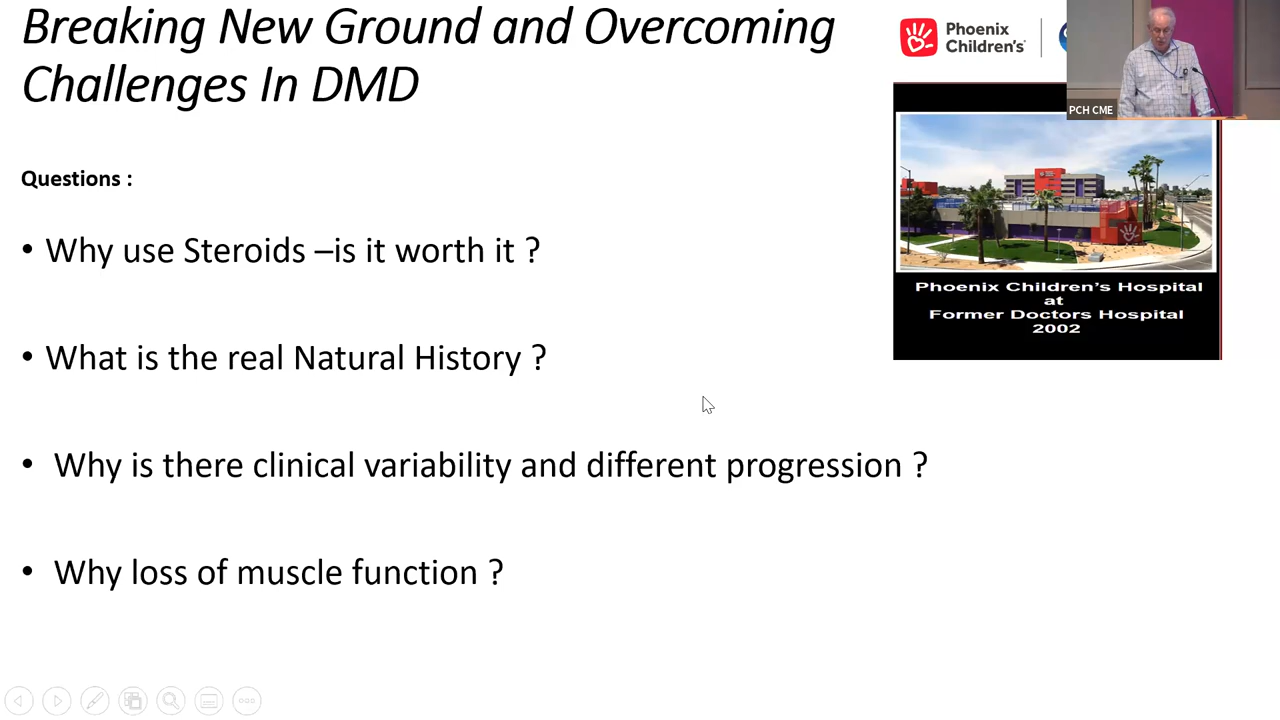 Breaking New Ground and Overcoming
Challenges In DMD
Phoenix
Children's
PCH CME
Questions :
• Why use Steroids –is it worth it ?
• What is the real Natural History ?
• Why is there clinical variability and different progression ?
• Why loss of muscle function ?
Phoenix Children's Hospital
at
Former Doctors Hospital
2002